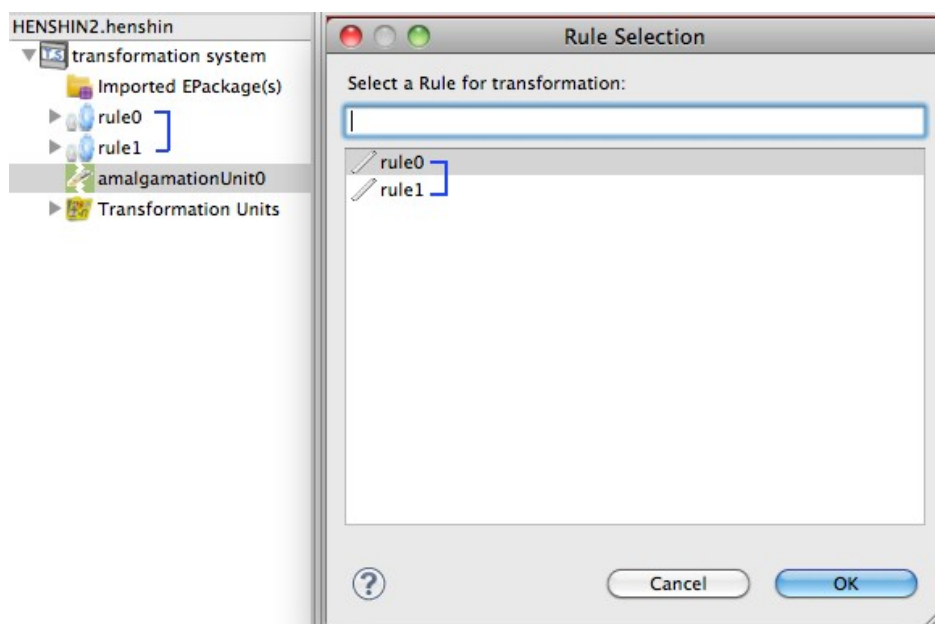 HENSHIN2.henshin
TS transformation system
Imported EPackage(s)
rule0
rule1
amalgamationUnit0
Transformation Units
Rule Selection
Select a Rule for transformation:
rule0
rule1
?
Cancel
OK